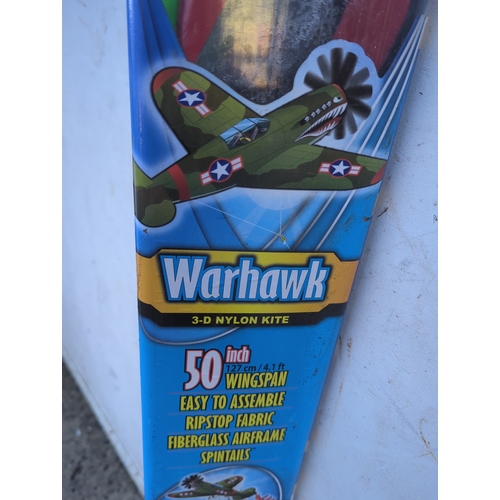 Warhawk
3-D NYLON KITE
50 inch
127 cm / 4.1 ft
WINGSPAN
EASY TO ASSEMBLE
RIPSTOP FABRIC
FIBERGLASS AIRFRAME
SPINTAILS